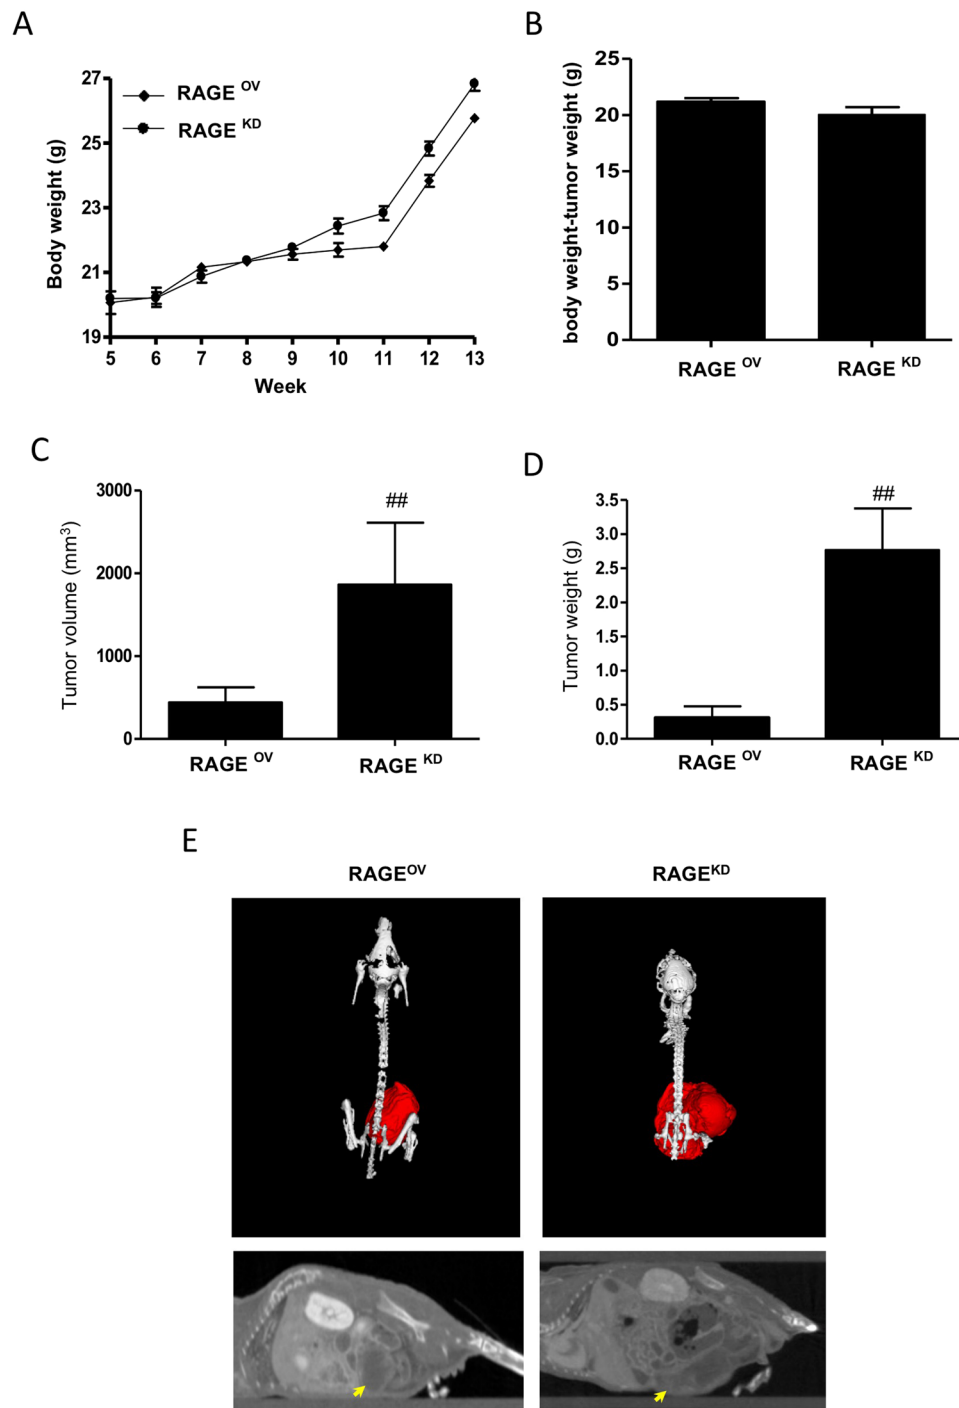 A
Body weight (g)
27
25
23
21
19
RAGE OV
RAGE KD
5 6 7 8 9 10 11 12 13
Week
B
body weight-tumor weight (g)
25
20
15
10
5
0
RAGE OV RAGE KD
C
Tumor volume (mm3)
3000
2000
1000
0
##
RAGE OV RAGE KD
D
Tumor weight (g)
3.5
3.0
2.5
2.0
1.5
1.0
0.5
0.0
##
RAGE OV RAGE KD
E
RAGEOV RAGEKD